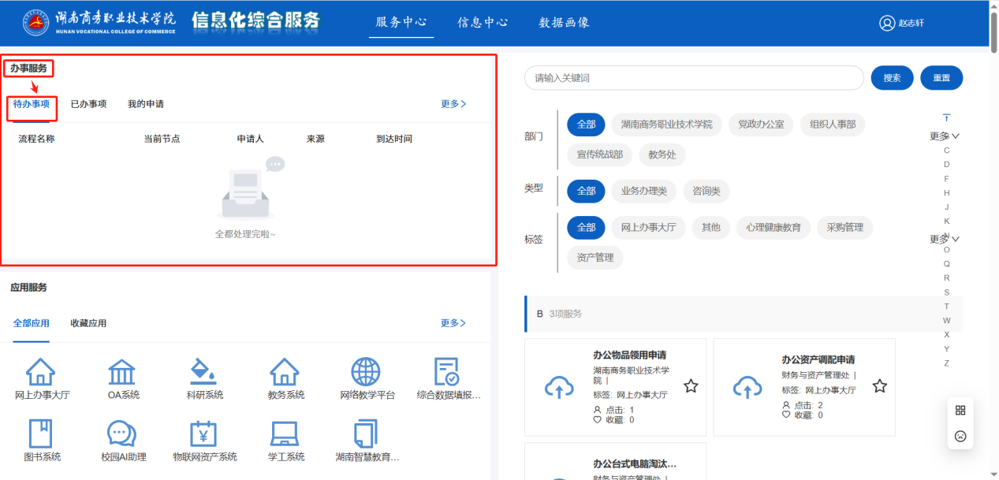 湖南商务职业技术学院
HUNAN VOCATIONAL COLLEGE OF COMMERCE
信息化综合服务
服务中心
信息中心
数据画像
赵志轩
办事服务
待办事项
已办事项
我的申请
更多
流程名称
当前节点
申请人
来源
到达时间
全都处理完啦~
应用服务
全部应用
收藏应用
更多
网上办事大厅
OA系统
科研系统
教务系统
网络教学平台
综合数据填报...
图书系统
校园AI助理
物联网资产系统
学工系统
湖南智慧教育...
请输入关键词
搜索
重置
部门
全部
湖南商务职业技术学院
党政办公室
组织人事部
更多
宣传统战部
教务处
类型
全部
业务办理类
咨询类
标签
全部
网上办事大厅
其他
心理健康教育
采购管理
更多
资产管理
C
D
F
H
J
K
N
O
Q
R
S
T
W
X
Y
Z
B 3项服务
办公物品领用申请
湖南商务职业技术学
院 |
标签: 网上办事大厅
点击: 1
收藏: 0
办公资产调配申请
财务与资产管理处 |
标签: 网上办事大厅
点击: 2
收藏: 0
办公台式电脑淘汰...
财务与资产管理处 |